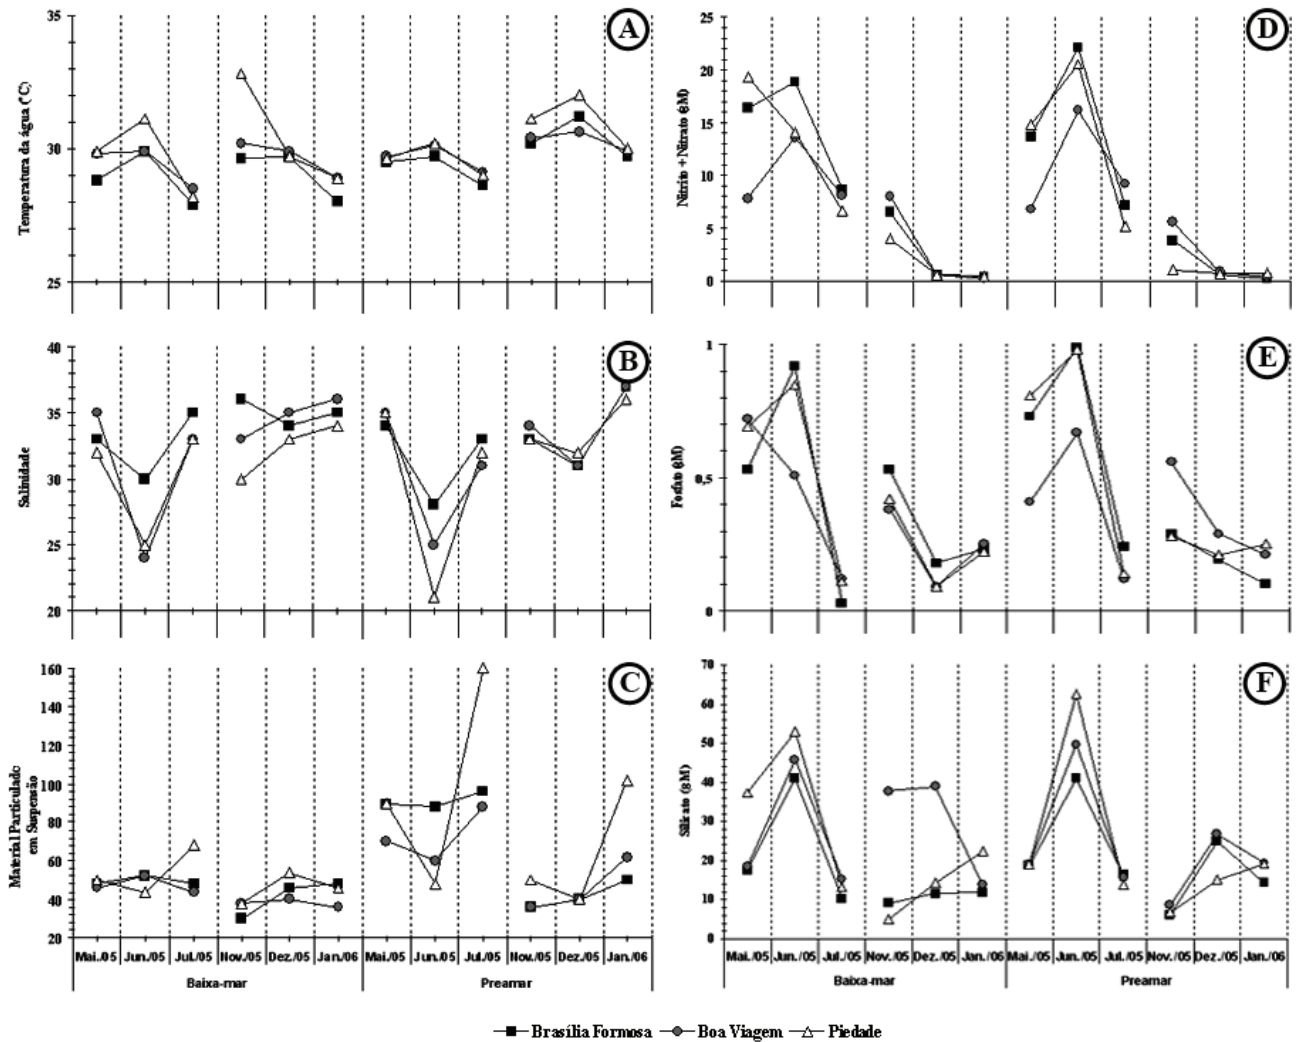 A
Temperatura da água (°C)
35
30
25
B
Salinidade
40
35
30
25
20
C
Material Particulado
em Suspensão
160
140
120
100
80
60
40
20
Mai./05 Jun./05 Jul./05 Nov./05 Dez./05 Jan./06 Mai./05 Jun./05 Jul./05 Nov./05 Dez./05 Jan./06
Baixa-mar Preamar
D
Nitrito + Nitrato
25
20
15
10
5
0
E
Fosfato
1
0,5
0
F
Silicato
70
60
50
40
30
20
10
0
Mai./05 Jun./05 Jul./05 Nov./05 Dez./05 Jan./06 Mai./05 Jun./05 Jul./05 Nov./05 Dez./05 Jan./06
Baixa-mar Preamar
Brasília Formosa Boa Viagem Piedade